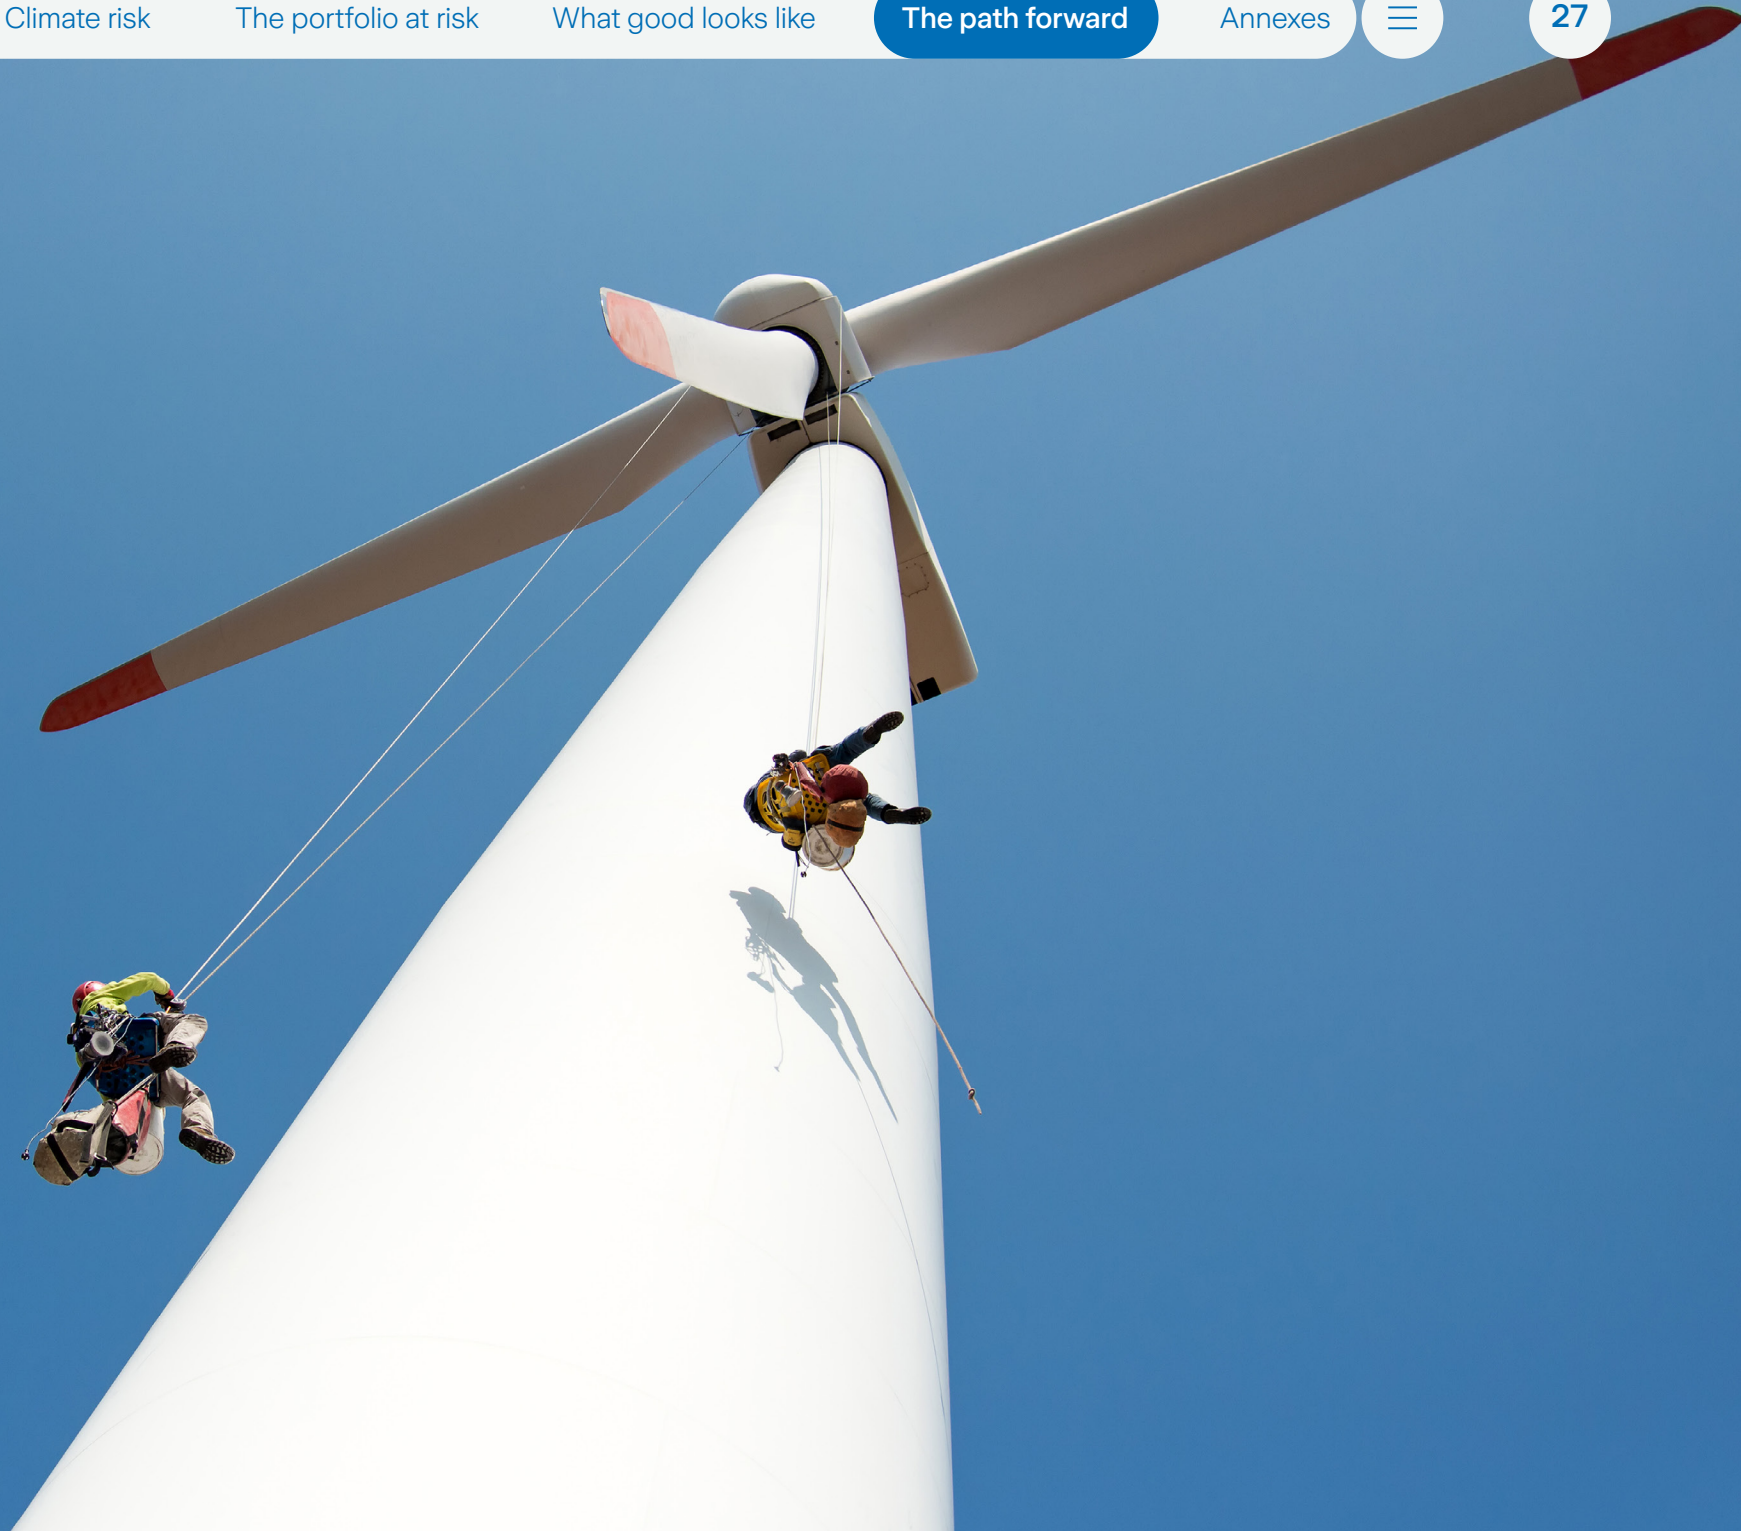 Climate risk
The portfolio at risk
What good looks like
The path forward
Annexes
27